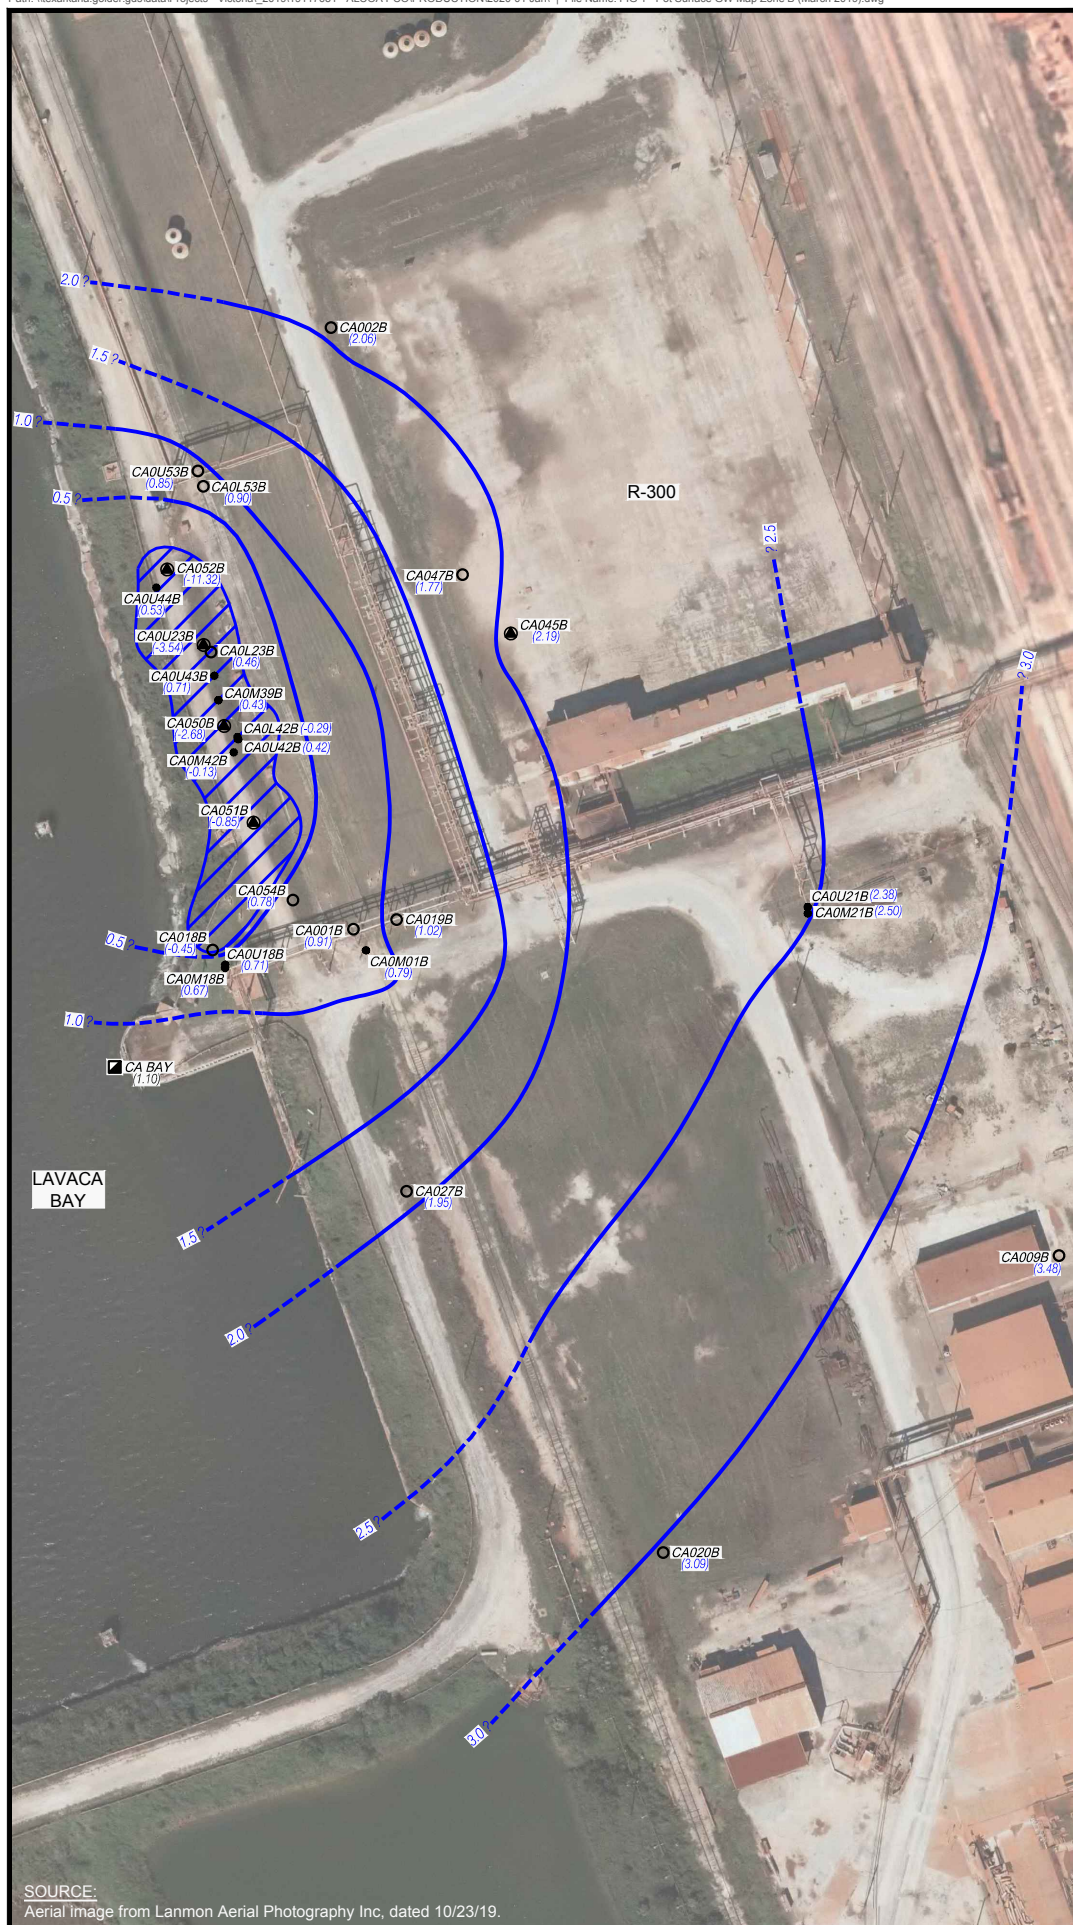 2.0 ?
CA002B
(2.06)
1.5 ?
1.0 ?
CA0U53B
(0.85)
CA0L53B
(0.90)
0.5 ?
R-300
? 2.5
CA052B
(-11.32)
CA0U44B
(0.53)
CA047B
(1.77)
CA045B
(2.19)
CA0U23B
(-3.54)
CA0L23B
(0.46)
? 3.0
CA0U43B
(0.71)
CA0M39B
(0.43)
CA050B
(-2.68)
CA0L42B (-0.29)
CA0U42B (0.42)
CA0M42B
(-0.13)
CA051B
(-0.85)
CA054B
(0.78)
CA0U21B (2.38)
CA0M21B (2.50)
CA019B
(1.02)
CA001B
(0.91)
0.5 ?
CA018B
(-0.45)
CA0U18B
(0.71)
CA0M01B
(0.79)
CA0M18B
(0.67)
1.0 ?
CA BAY
(1.10)
LAVACA
BAY
CA027B
(1.95)
1.5 ?
CA009B
(3.48)
2.0 ?
2.5 ?
CA020B
(3.09)
3.0 ?
SOURCE:
Aerial image from Lanmon Aerial Photography Inc, dated 10/23/19.